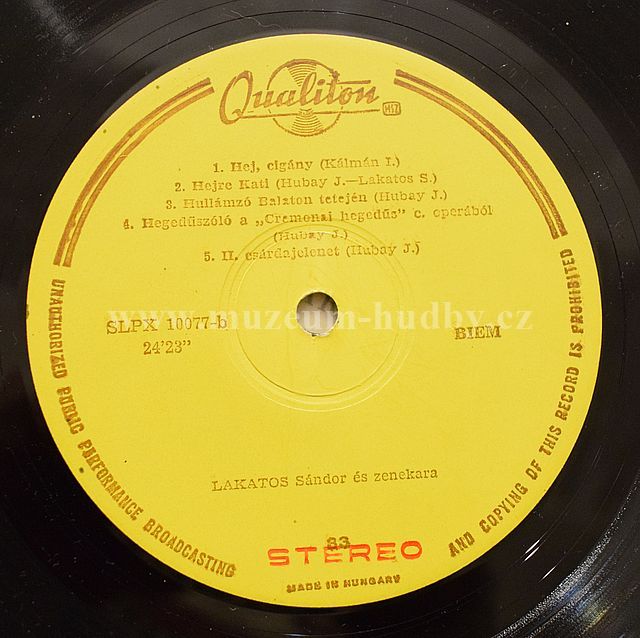 Qualiton
MHV
1. Hej, cigány (Kálmán I.)
2. Hejre Kati (Hubay J.—Lakatos S.)
3. Hullámzó Balaton tetején (Hubay J.)
4. Hegedűszóló a „Cremonai hegedűs” c. operából
(Hubay J.)
5. II. csárdajelenet (Hubay J.)
www.muzeum-hudby.cz
SLPX 10077-b
24'23”
BIEM
LAKATOS Sándor és zenekara
83
STEREO
MADE IN HUNGARY
UNAUTHORIZED PUBLIC PERFORMANCE BROADCASTING AND COPYING OF THIS RECORD IS PROHIBITED